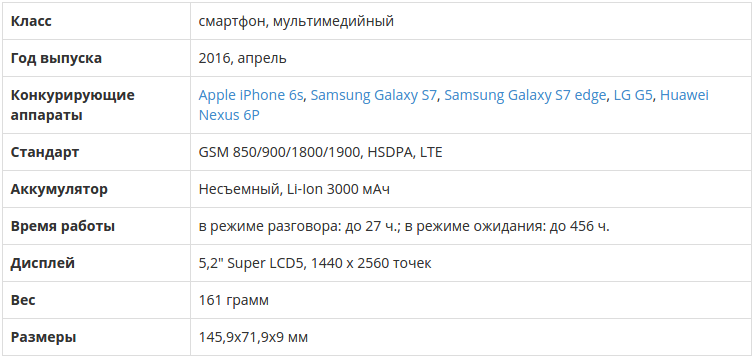 Класс смартфон, мультимедийный
Год выпуска 2016, апрель
Конкурирующие Apple iPhone 6s, Samsung Galaxy S7, Samsung Galaxy S7 edge, LG G5, Huawei
аппараты Nexus 6P
Стандарт GSM 850/900/1800/1900, HSDPA, LTE
Аккумулятор Несъемный, Li-Ion 3000 мАч
Время работы в режиме разговора: до 27 ч.; в режиме ожидания: до 456 ч.
Дисплей 5,2" Super LCD5, 1440 x 2560 точек
Вес 161 грамм
Размеры 145,9x71,9x9 мм